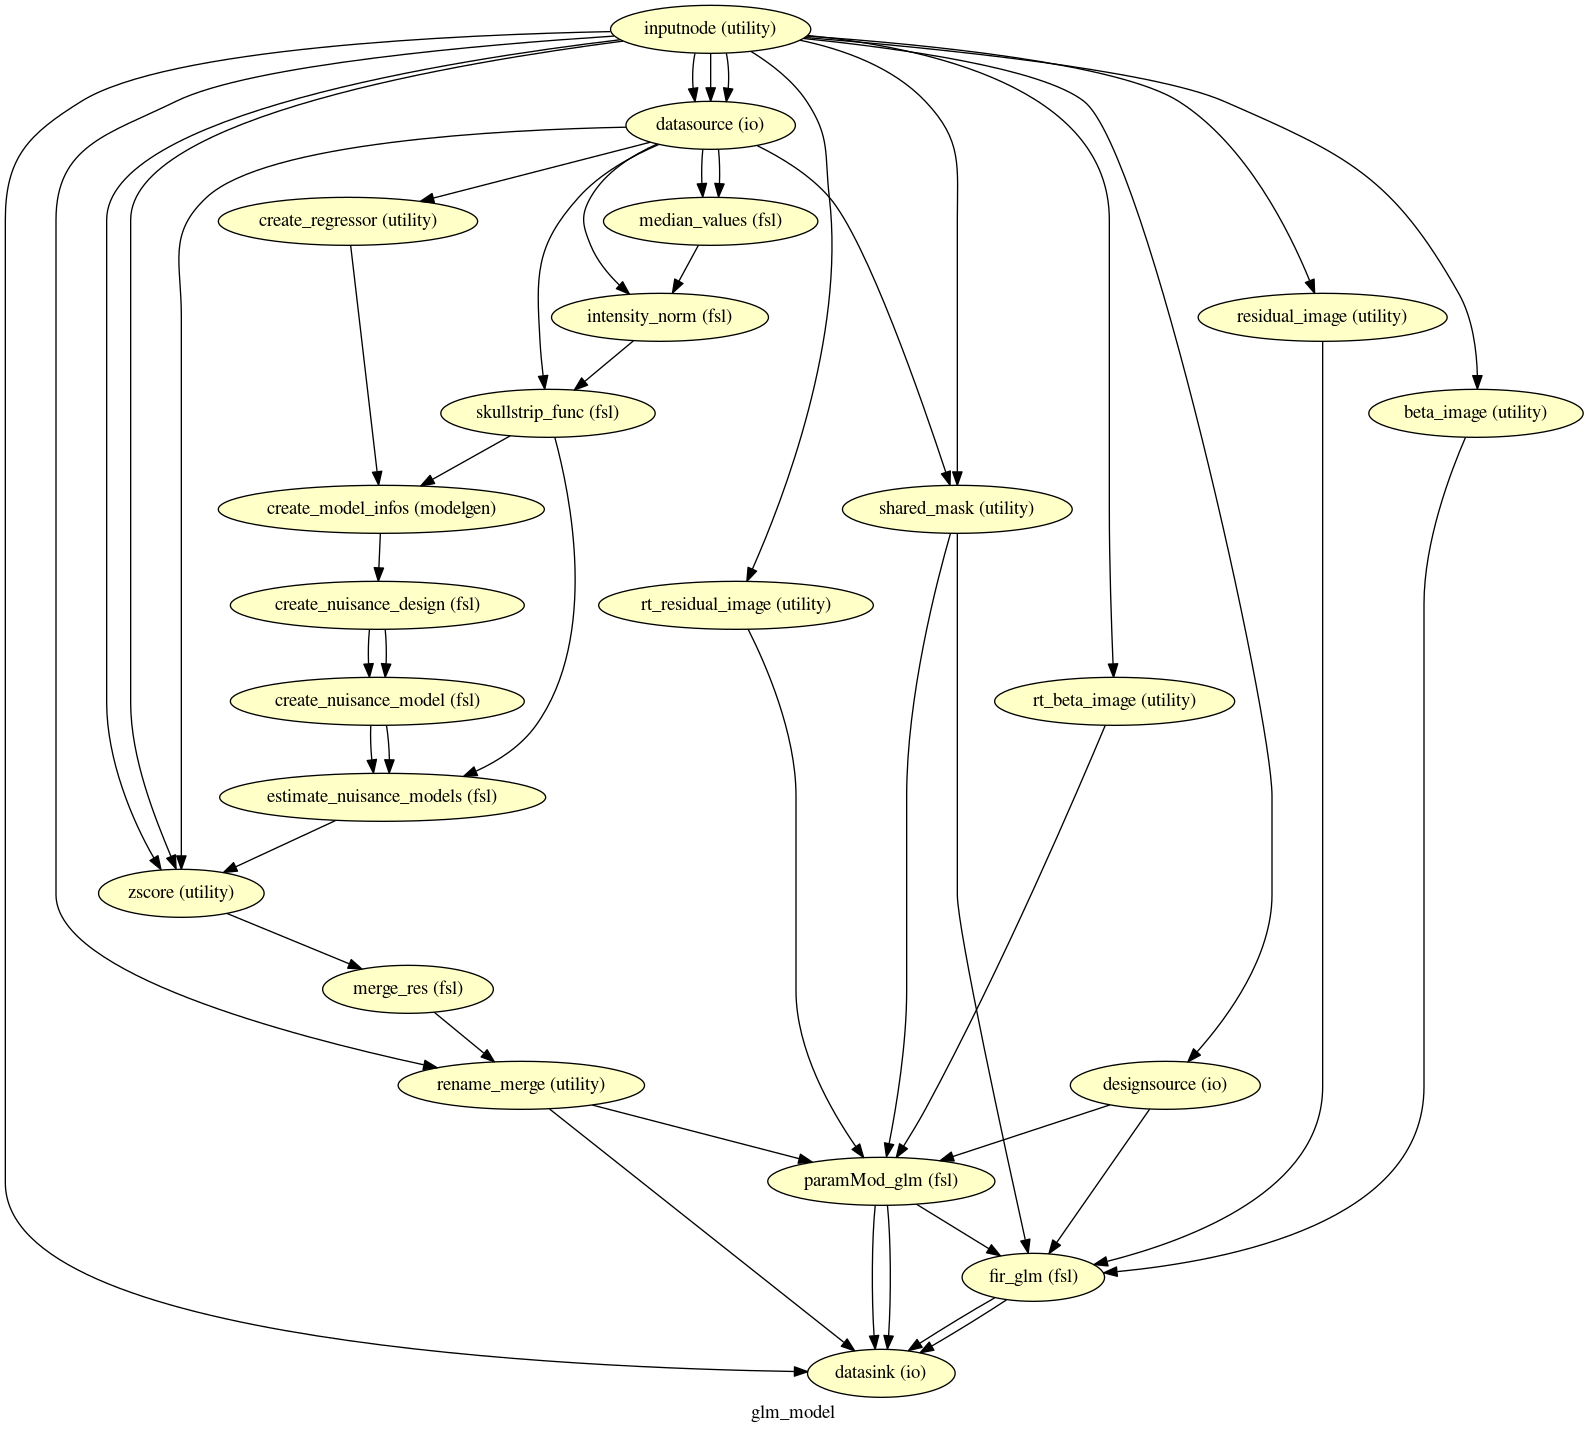 inputnode (utility)
datasource (io)
create_regressor (utility)
median_values (fsl)
intensity_norm (fsl)
residual_image (utility)
skullstrip_func (fsl)
beta_image (utility)
create_model_infos (modelgen)
shared_mask (utility)
create_nuisance_design (fsl)
rt_residual_image (utility)
create_nuisance_model (fsl)
rt_beta_image (utility)
estimate_nuisance_models (fsl)
zscore (utility)
merge_res (fsl)
rename_merge (utility)
designsource (io)
paramMod_glm (fsl)
fir_glm (fsl)
datasink (io)
glm_model